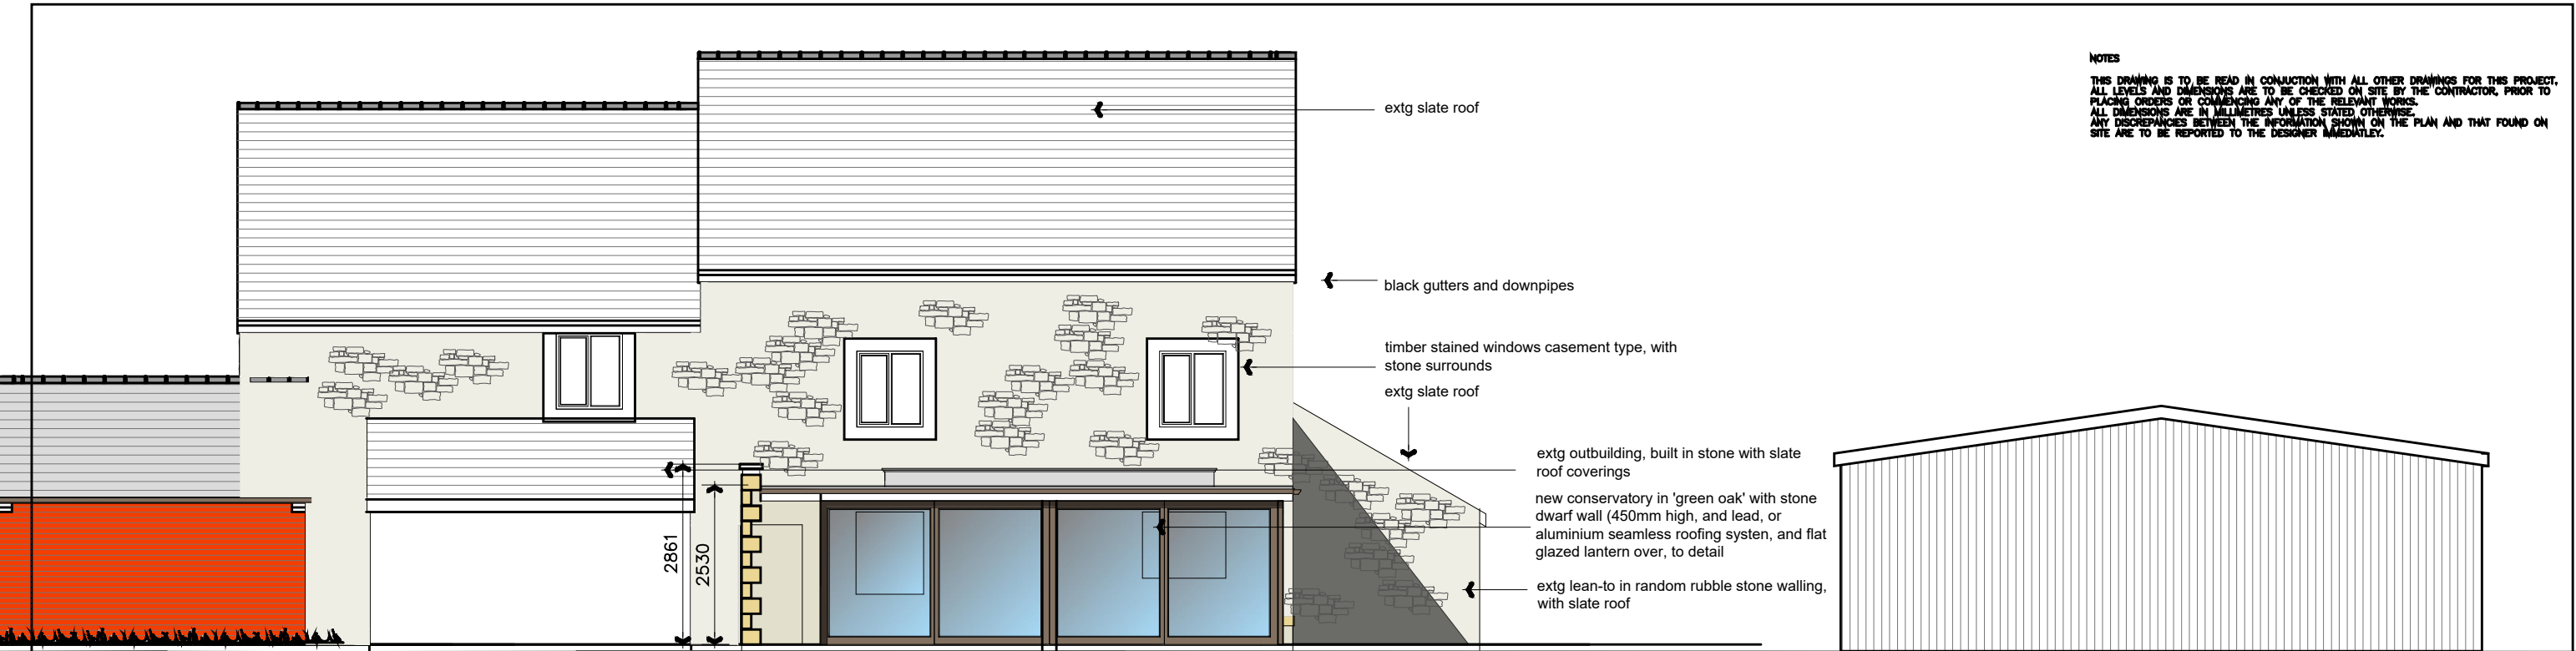 NOTES
THIS DRAWING IS TO BE READ IN CONJUCTION WITH ALL OTHER DRAWINGS FOR THIS PROJECT.
ALL LEVELS AND DIMENSIONS ARE TO BE CHECKED ON SITE BY THE CONTRACTOR, PRIOR TO
PLACING ORDERS OR COMMENCING ANY OF THE RELEVANT WORKS.
ALL DIMENSIONS ARE IN MILLIMETRES UNLESS STATED OTHERWISE.
ANY DISCREPANCIES BETWEEN THE INFORMATION SHOWN ON THE PLAN AND THAT FOUND ON
SITE ARE TO BE REPORTED TO THE DESIGNER IMMEDIATLEY.
extg slate roof
black gutters and downpipes
timber stained windows casement type, with
stone surrounds
extg slate roof
extg outbuilding, built in stone with slate
roof coverings
new conservatory in 'green oak' with stone
dwarf wall (450mm high, and lead, or
aluminium seamless roofing systen, and flat
glazed lantern over, to detail
extg lean-to in random rubble stone walling,
with slate roof
2861
2530